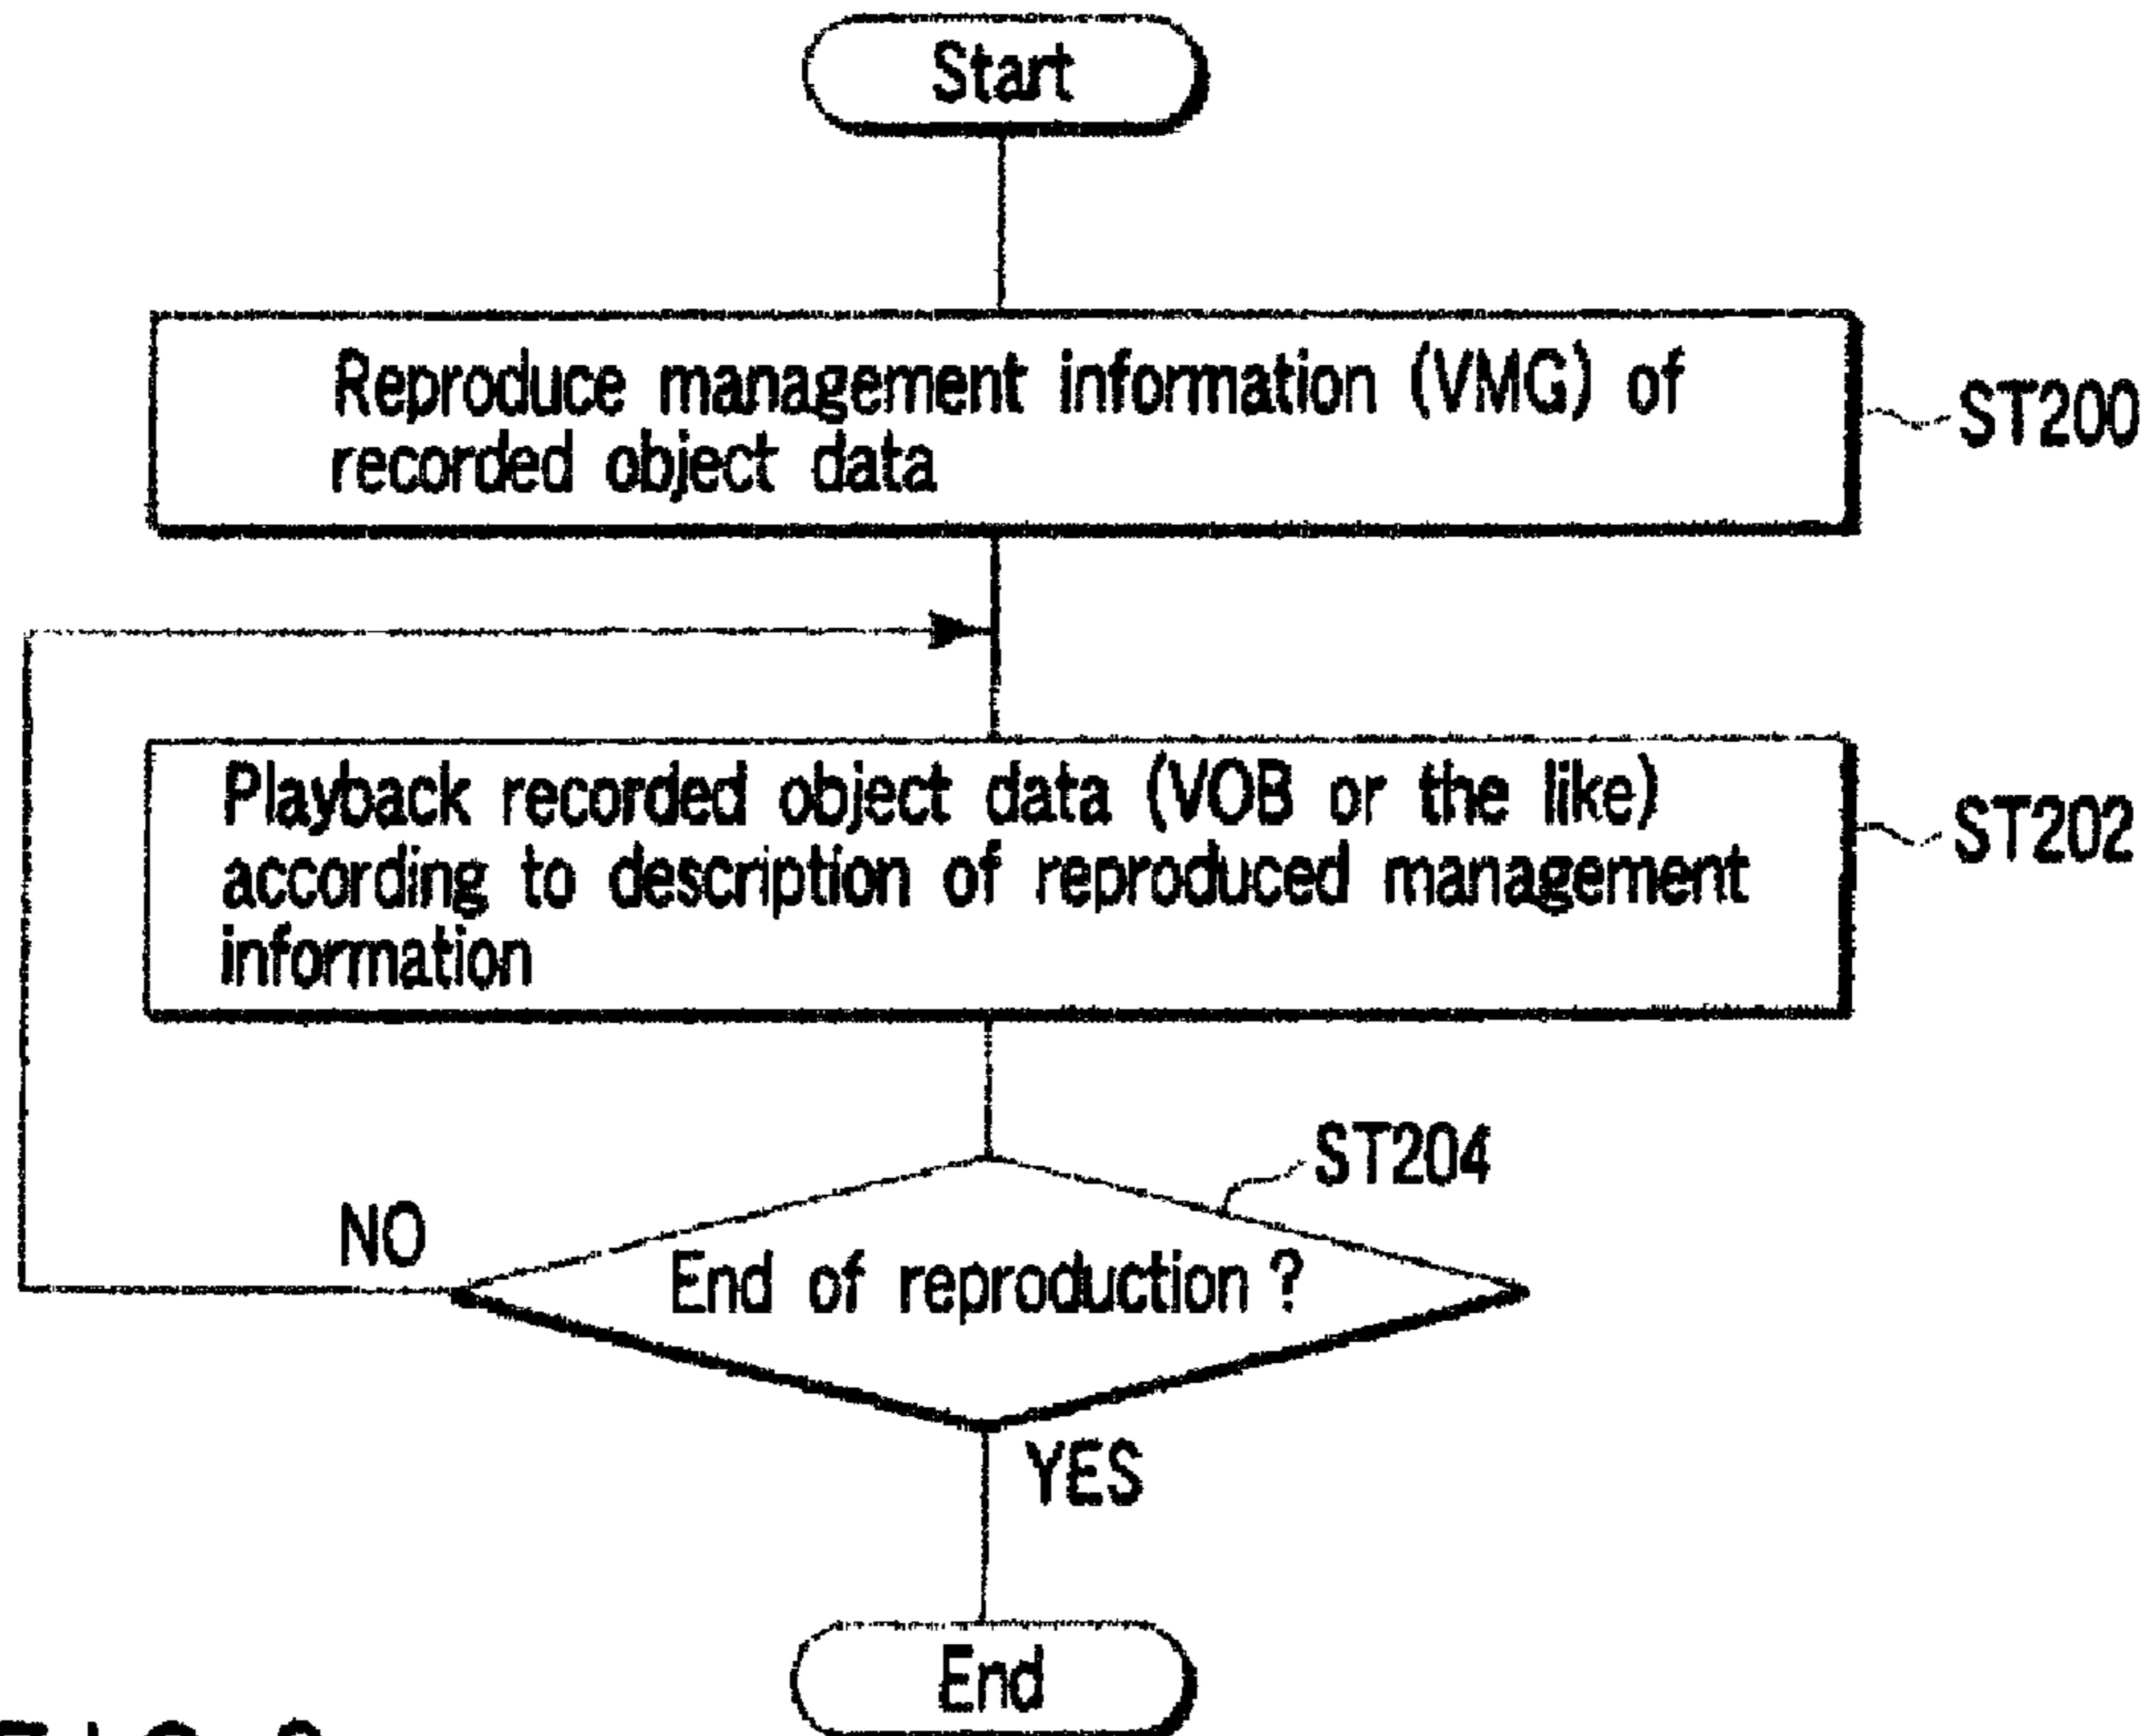 Start
Reproduce management information (VMG) of
recorded object data
ST200
Playback recorded object data (VOB or the like)
according to description of reproduced management
information
ST202
ST204
NO
End of reproduction ?
YES
End